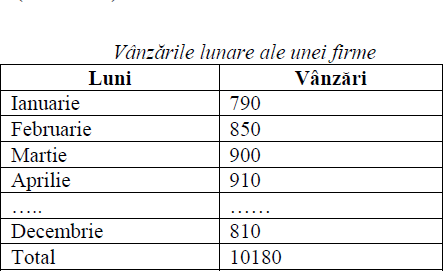 Vânzările lunare ale unei firme
Luni Vânzări
Ianuarie 790
Februarie 850
Martie 900
Aprilie 910
..... ......
Decembrie 810
Total 10180